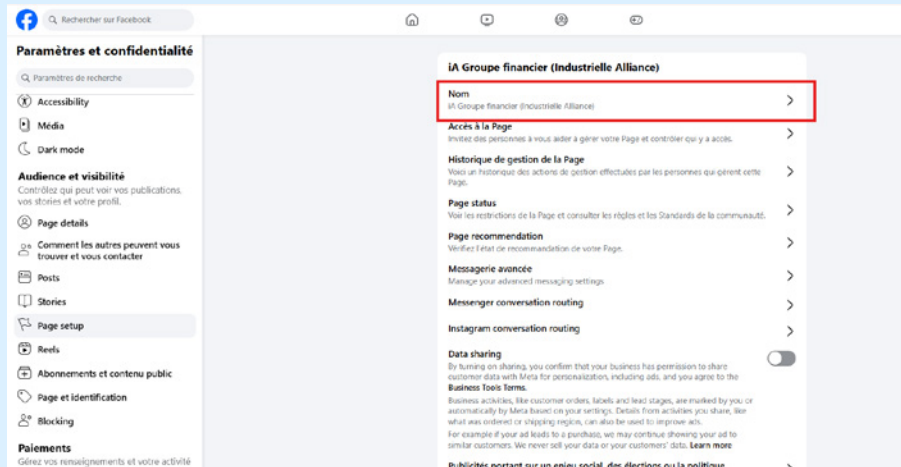 Rechercher sur Facebook
Paramètres et confidentialité
Paramètres de recherche
Accessibility
Média
Dark mode
Audience et visibilité
Contrôlez qui peut voir vos publications,
vos stories et votre profil.
Page details
Comment les autres peuvent vous
trouver et vous contacter
Posts
Stories
Page setup
Reels
Abonnements et contenu public
Page et identification
Blocking
Paiements
Gérez vos renseignements et votre activité
iA Groupe financier (Industrielle Alliance)
Nom
iA Groupe financier (Industrielle Alliance)
Accès à la Page
Invitez des personnes à vous aider à gérer votre Page et contrôler qui y a accès.
Historique de gestion de la Page
Voici un historique des actions de gestion effectuées par les personnes qui gèrent cette
Page.
Page status
Voir les restrictions de la Page et consulter les règles et les Standards de la communauté.
Page recommendation
Vérifiez l'état de recommandation de votre Page.
Messagerie avancée
Manage your advanced messaging settings
Messenger conversation routing
Instagram conversation routing
Data sharing
By turning on sharing, you confirm that your business has permission to share
customer data with Meta for personalization, including ads, and you agree to the
Business Tools Terms.
Business activities, like customer orders, labels and lead stages, are marked by you or
automatically by Meta based on your settings. Details from activities you share, like
what was ordered or shipping region, can also be used to improve ads.
For example if your ad leads to a purchase, we may continue showing your ad to
similar customers. We never sell your data or your customers' data. Learn more
Publicités portant sur un enjeu social, des élections ou la politique